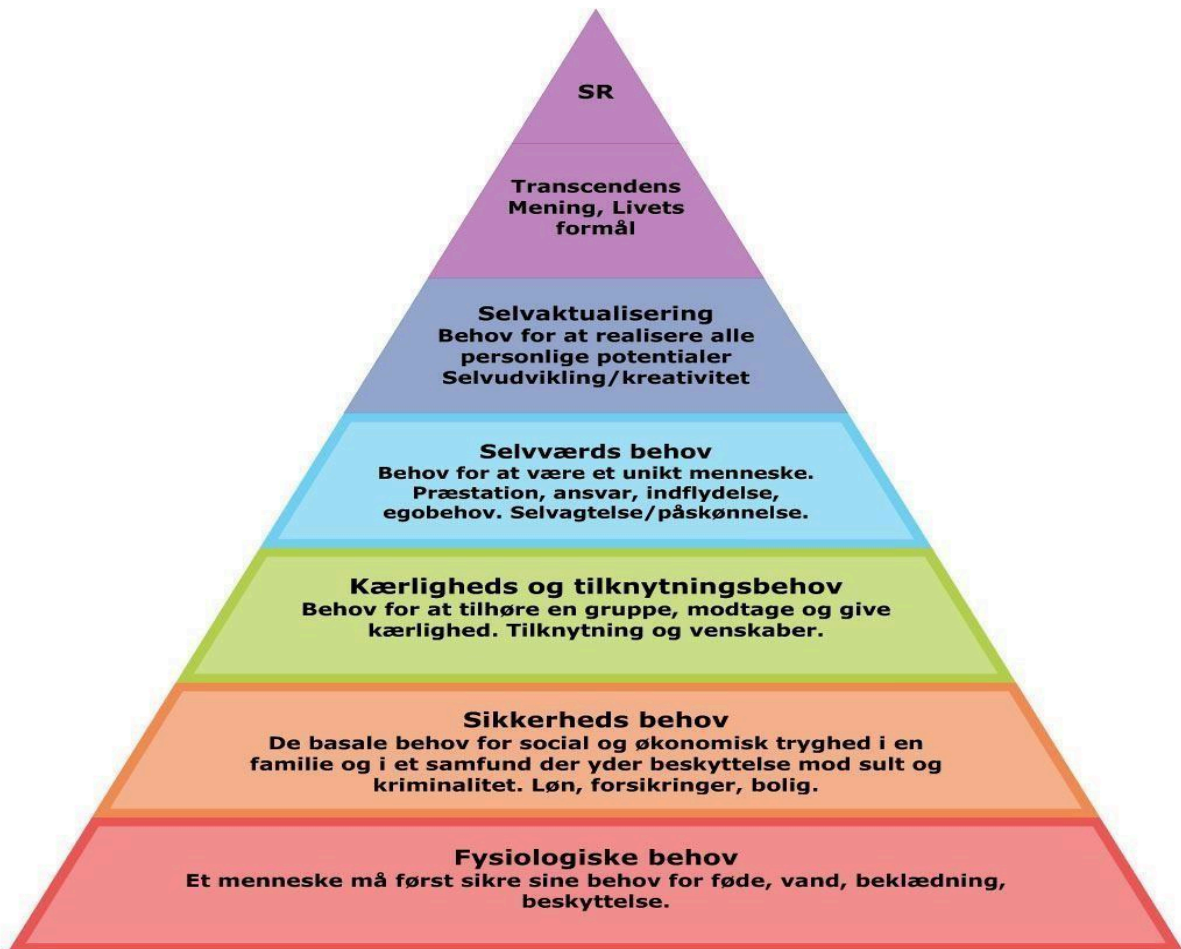 SR
Transcendens
Mening, Livets
formål
Selvaktualisering
Behov for at realisere alle
personlige potentialer
Selvudvikling/kreativitet
Selvværds behov
Behov for at være et unikt menneske.
Præstation, ansvar, indflydelse,
egobehov. Selvagtelse/påskønnelse.
Kærligheds og tilknytningsbehov
Behov for at tilhøre en gruppe, modtage og give
kærlighed. Tilknytning og venskaber.
Sikkerheds behov
De basale behov for social og økonomisk tryghed i en
familie og i et samfund der yder beskyttelse mod sult og
kriminalitet. Løn, forsikringer, bolig.
Fysiologiske behov
Et menneske må først sikre sine behov for føde, vand, beklædning,
beskyttelse.